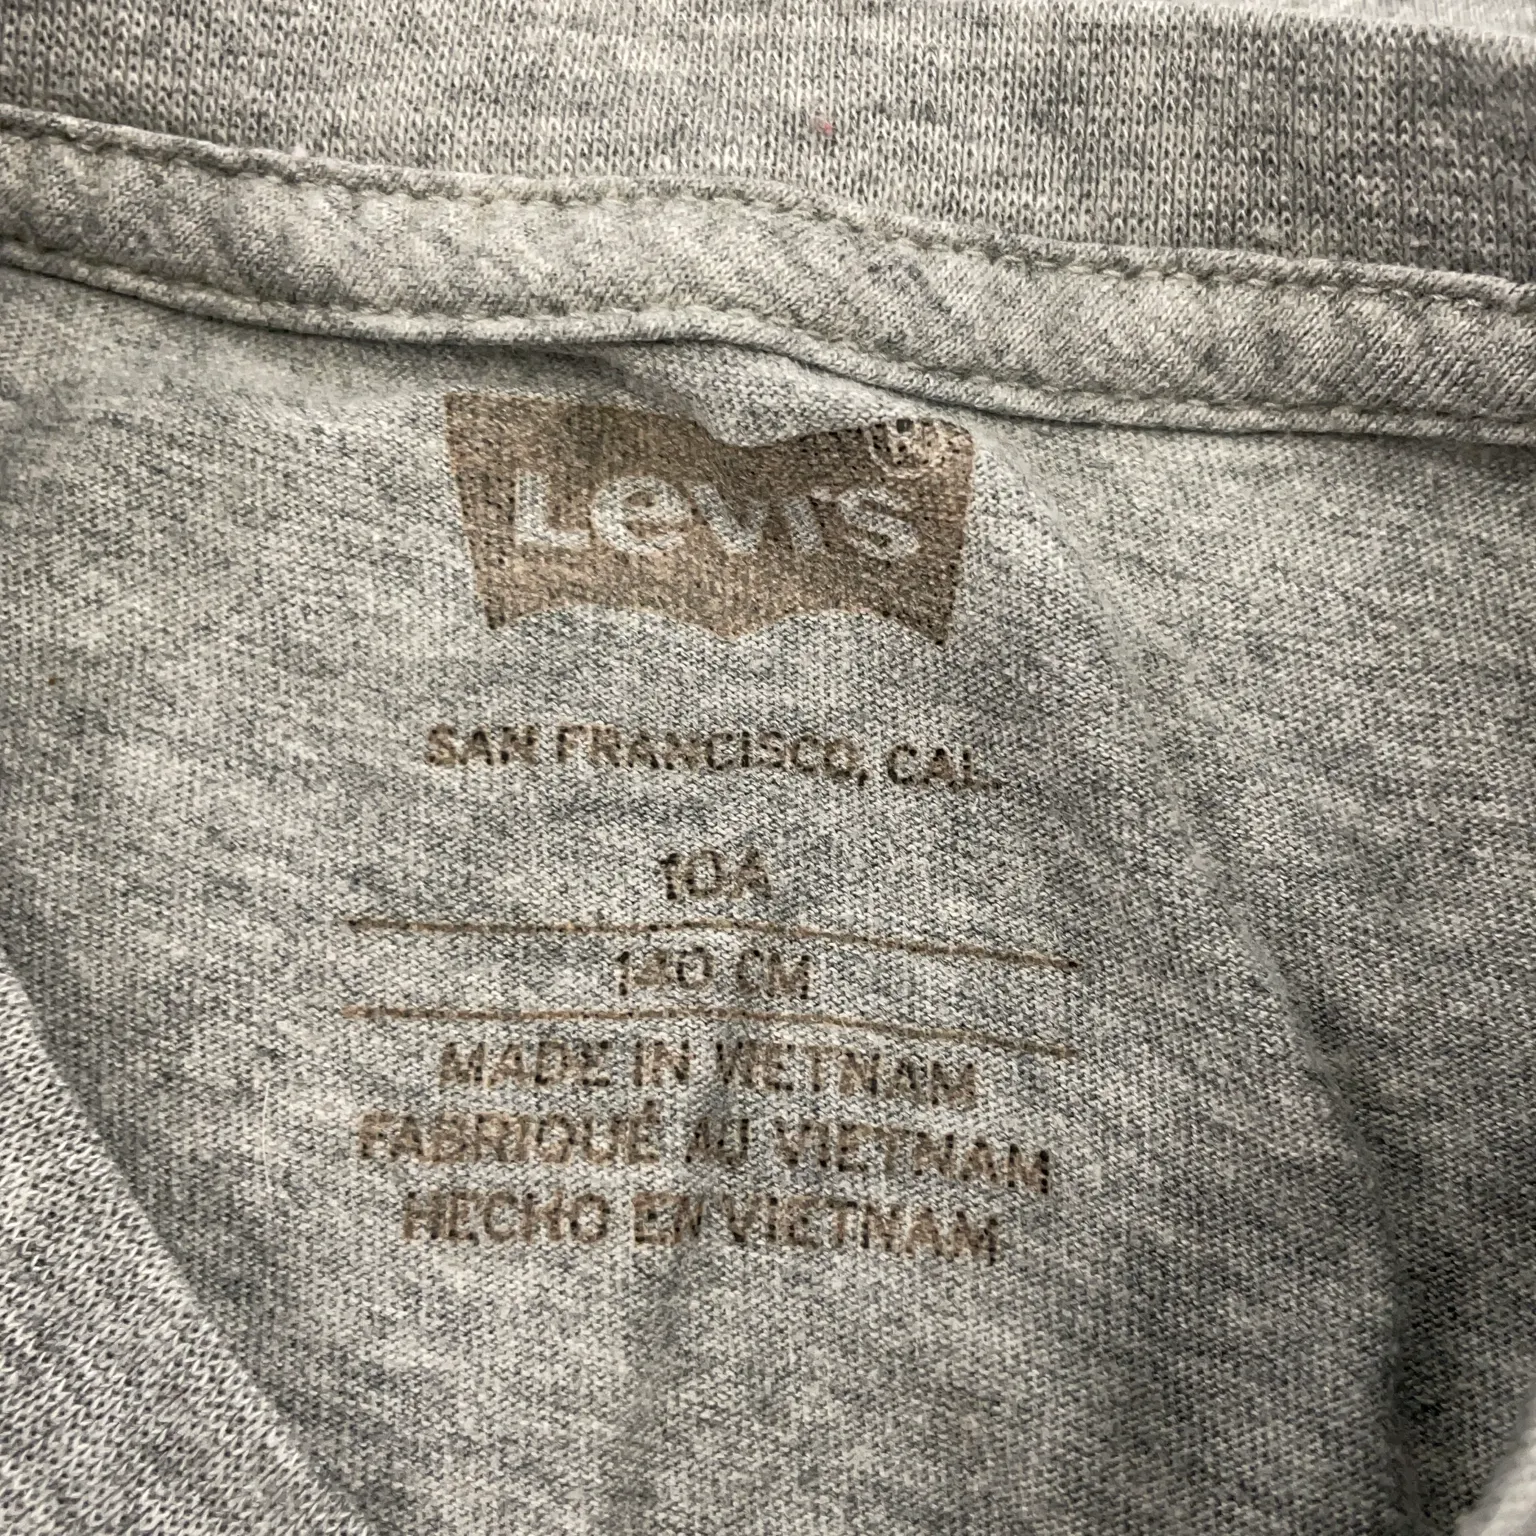 Levi's ®
SAN FRANCISCO, CAL.
10A
140 CM
MADE IN VIETNAM
FABRIQUÉ AU VIETNAM
HECHO EN VIETNAM